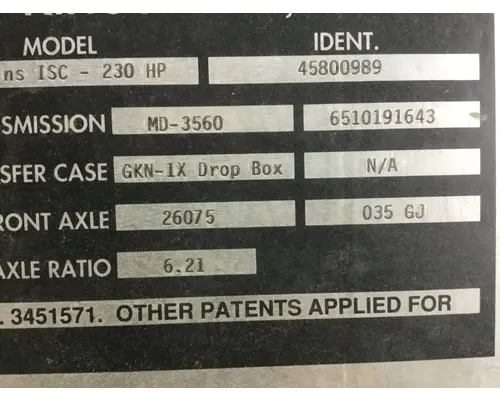 MODEL IDENT.
ns ISC - 230 HP 45800989
SMISSION MD-3560 6510191643
SFER CASE GKN-1X Drop Box N/A
RONT AXLE 26075 035 GJ
AXLE RATIO 6.21
. 3451571. OTHER PATENTS APPLIED FOR